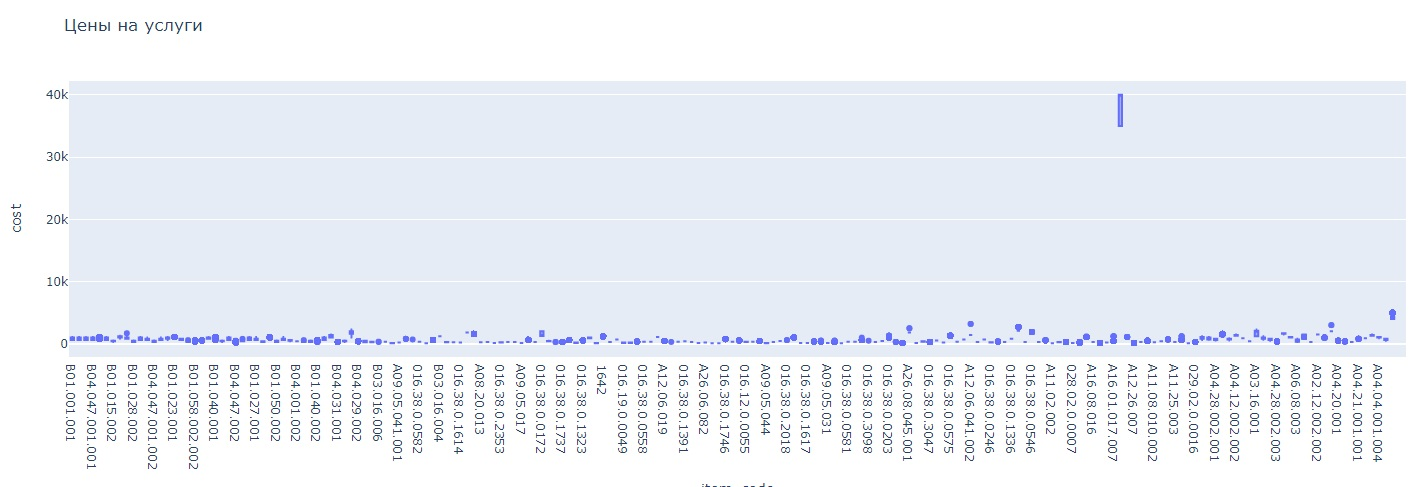 Цены на услуги
40k
30k
20k
10k
0
cost
B01.001.001
B04.047.001.001
B01.015.002
B01.028.002
B04.047.001.002
B01.023.001
B01.058.002.002
B01.040.001
B04.047.002
B01.027.001
B01.050.002
B04.001.002
B01.040.002
B04.031.001
B04.029.002
B03.016.006
A09.05.041.001
016.38.0.0582
B03.016.004
016.38.0.1614
A08.20.013
016.38.0.2353
A09.05.017
016.38.0.0172
016.38.0.1737
016.38.0.1323
1642
016.19.0.0049
016.38.0.0558
A12.06.019
016.38.0.1391
A26.06.082
016.38.0.1746
016.12.0.0055
A09.05.044
016.38.0.2018
016.38.0.1617
A09.05.031
016.38.0.0581
016.38.0.3098
016.38.0.0203
A26.08.045.001
016.38.0.3047
016.38.0.0575
A12.06.041.002
016.38.0.0246
016.38.0.1336
016.38.0.0546
A11.02.002
028.02.0.0007
A16.08.016
A16.01.017.007
A12.26.007
A11.08.010.002
A11.25.003
029.02.0.0016
A04.28.002.001
A04.12.002.002
A03.16.001
A04.28.002.003
A06.08.003
A02.12.002.002
A04.20.001
A04.21.001.001
A04.04.001.004
item_code